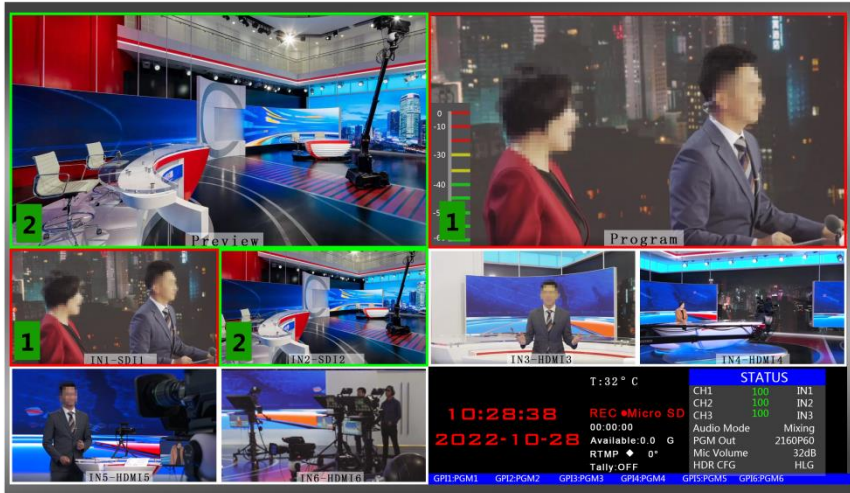 2
Preview
0
-10
-30
-40
1
Program
1
IN1-SDI1
2
IN2-SDI2
IN3-HDMI3
IN4-HDMI4
IN5-HDMI5
IN6-HDMI6
T:32° C
10:28:38
REC ●Micro SD
00:00:00
2022-10-28
Available:0.0 G
RTMP ◆ 0"
Tally:OFF
STATUS
CH1 100 IN1
CH2 100 IN2
CH3 100 IN3
Audio Mode Mixing
PGM Out 2160P60
Mic Volume 32dB
HDR CFG HLG
GPI1:PGM1 GPI2:PGM2 GPI3:PGM3 GPI4:PGM4 GPI5:PGM5 GPI6:PGM6